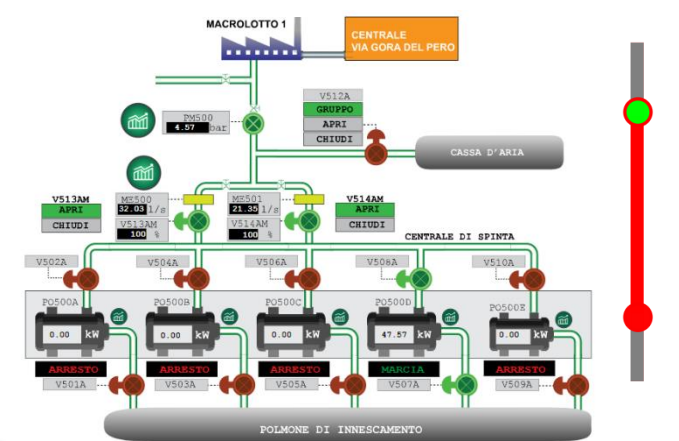 MACROLOTTO 1
CENTRALE
VIA GORA DEL PERO
V512A
GRUPPO
APRI
CHIUDI
PM500
4.57 bar
CASSA D'ARIA
V513AM
APRI
CHIUDI
ME500
32.03 l/s
V513AM
100 %
ME501
21.35 l/s
V514AM
100 %
V514AM
APRI
CHIUDI
CENTRALE DI SPINTA
V502A
V504A
V506A
V508A
V510A
PO500A
PO500B
PO500C
PO500D
PO500E
0.00 kW
0.00 kW
0.00 kW
47.57 kW
0.00 kW
ARRESTO
ARRESTO
ARRESTO
MARCIA
ARRESTO
V501A
V503A
V505A
V507A
V509A
POLMONE DI INNESCAMENTO